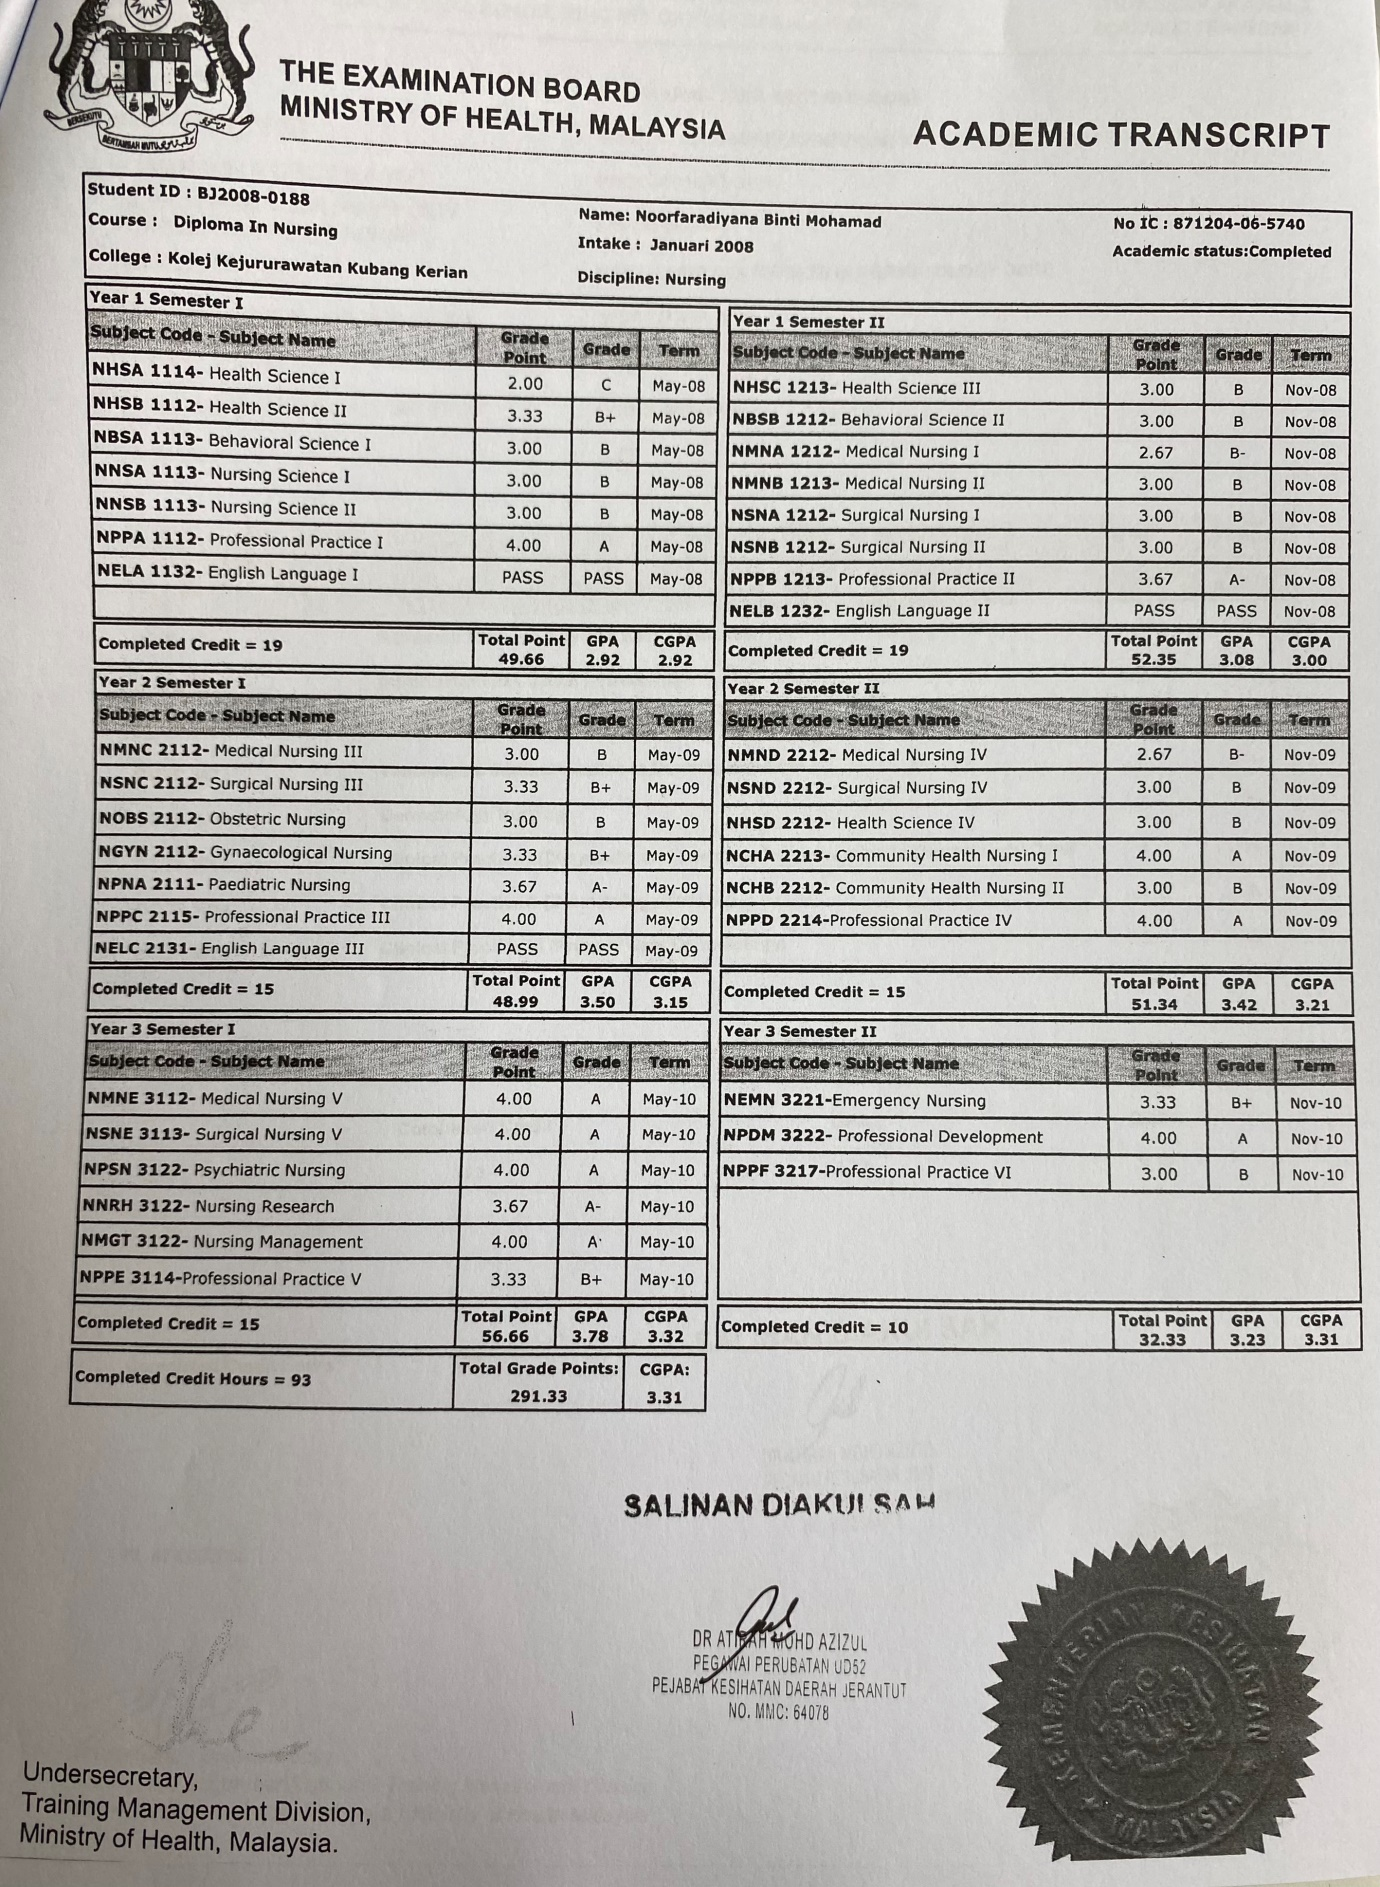 BERSEKUTU
BERTAMBAH MUTU
THE EXAMINATION BOARD
MINISTRY OF HEALTH, MALAYSIA
ACADEMIC TRANSCRIPT
Student ID : BJ2008-0188
Course : Diploma In Nursing
College : Kolej Kejururawatan Kubang Kerian
Name: Noorfaradiyana Binti Mohamad
Intake : Januari 2008
Discipline: Nursing
No IC : 871204-06-5740
Academic status:Completed
Year 1 Semester I
Subject Code - Subject Name Grade Point Grade Term
NHSA 1114- Health Science I 2.00 C May-08
NHSB 1112- Health Science II 3.33 B+ May-08
NBSA 1113- Behavioral Science I 3.00 B May-08
NNSA 1113- Nursing Science I 3.00 B May-08
NNSB 1113- Nursing Science II 3.00 B May-08
NPPA 1112- Professional Practice I 4.00 A May-08
NELA 1132- English Language I PASS PASS May-08
Completed Credit = 19 Total Point 49.66 GPA 2.92 CGPA 2.92
Year 1 Semester II
Subject Code - Subject Name Grade Point Grade Term
NHSC 1213- Health Science III 3.00 B Nov-08
NBSB 1212- Behavioral Science II 3.00 B Nov-08
NMNA 1212- Medical Nursing I 2.67 B- Nov-08
NMNB 1213- Medical Nursing II 3.00 B Nov-08
NSNA 1212- Surgical Nursing I 3.00 B Nov-08
NSNB 1212- Surgical Nursing II 3.00 B Nov-08
NPPB 1213- Professional Practice II 3.67 A- Nov-08
NELB 1232- English Language II PASS PASS Nov-08
Completed Credit = 19 Total Point 52.35 GPA 3.08 CGPA 3.00
Year 2 Semester I
Subject Code - Subject Name Grade Point Grade Term
NMNC 2112- Medical Nursing III 3.00 B May-09
NSNC 2112- Surgical Nursing III 3.33 B+ May-09
NOBS 2112- Obstetric Nursing 3.00 B May-09
NGYN 2112- Gynaecological Nursing 3.33 B+ May-09
NPNA 2111- Paediatric Nursing 3.67 A- May-09
NPPC 2115- Professional Practice III 4.00 A May-09
NELC 2131- English Language III PASS PASS May-09
Completed Credit = 15 Total Point 48.99 GPA 3.50 CGPA 3.15
Year 2 Semester II
Subject Code - Subject Name Grade Point Grade Term
NMND 2212- Medical Nursing IV 2.67 B- Nov-09
NSND 2212- Surgical Nursing IV 3.00 B Nov-09
NHSD 2212- Health Science IV 3.00 B Nov-09
NCHA 2213- Community Health Nursing I 4.00 A Nov-09
NCHB 2212- Community Health Nursing II 3.00 B Nov-09
NPPD 2214-Professional Practice IV 4.00 A Nov-09
Completed Credit = 15 Total Point 51.34 GPA 3.42 CGPA 3.21
Year 3 Semester I
Subject Code - Subject Name Grade Point Grade Term
NMNE 3112- Medical Nursing V 4.00 A May-10
NSNE 3113- Surgical Nursing V 4.00 A May-10
NPSN 3122- Psychiatric Nursing 4.00 A May-10
NNRH 3122- Nursing Research 3.67 A- May-10
NMGT 3122- Nursing Management 4.00 A May-10
NPPE 3114-Professional Practice V 3.33 B+ May-10
Completed Credit = 15 Total Point 56.66 GPA 3.78 CGPA 3.32
Year 3 Semester II
Subject Code - Subject Name Grade Point Grade Term
NEMN 3221-Emergency Nursing 3.33 B+ Nov-10
NPDM 3222- Professional Development 4.00 A Nov-10
NPPF 3217-Professional Practice VI 3.00 B Nov-10
Completed Credit = 10 Total Point 32.33 GPA 3.23 CGPA 3.31
Completed Credit Hours = 93 Total Grade Points: 291.33 CGPA: 3.31
SALINAN DIAKUI SAH
DR ATIRAH MOHD AZIZUL
PEGAWAI PERUBATAN UD52
PEJABAT KESIHATAN DAERAH JERANTUT
NO. MMC: 64078
KEMENTERIAN KESIHATAN
MALAYSIA
Undersecretary,
Training Management Division,
Ministry of Health, Malaysia.